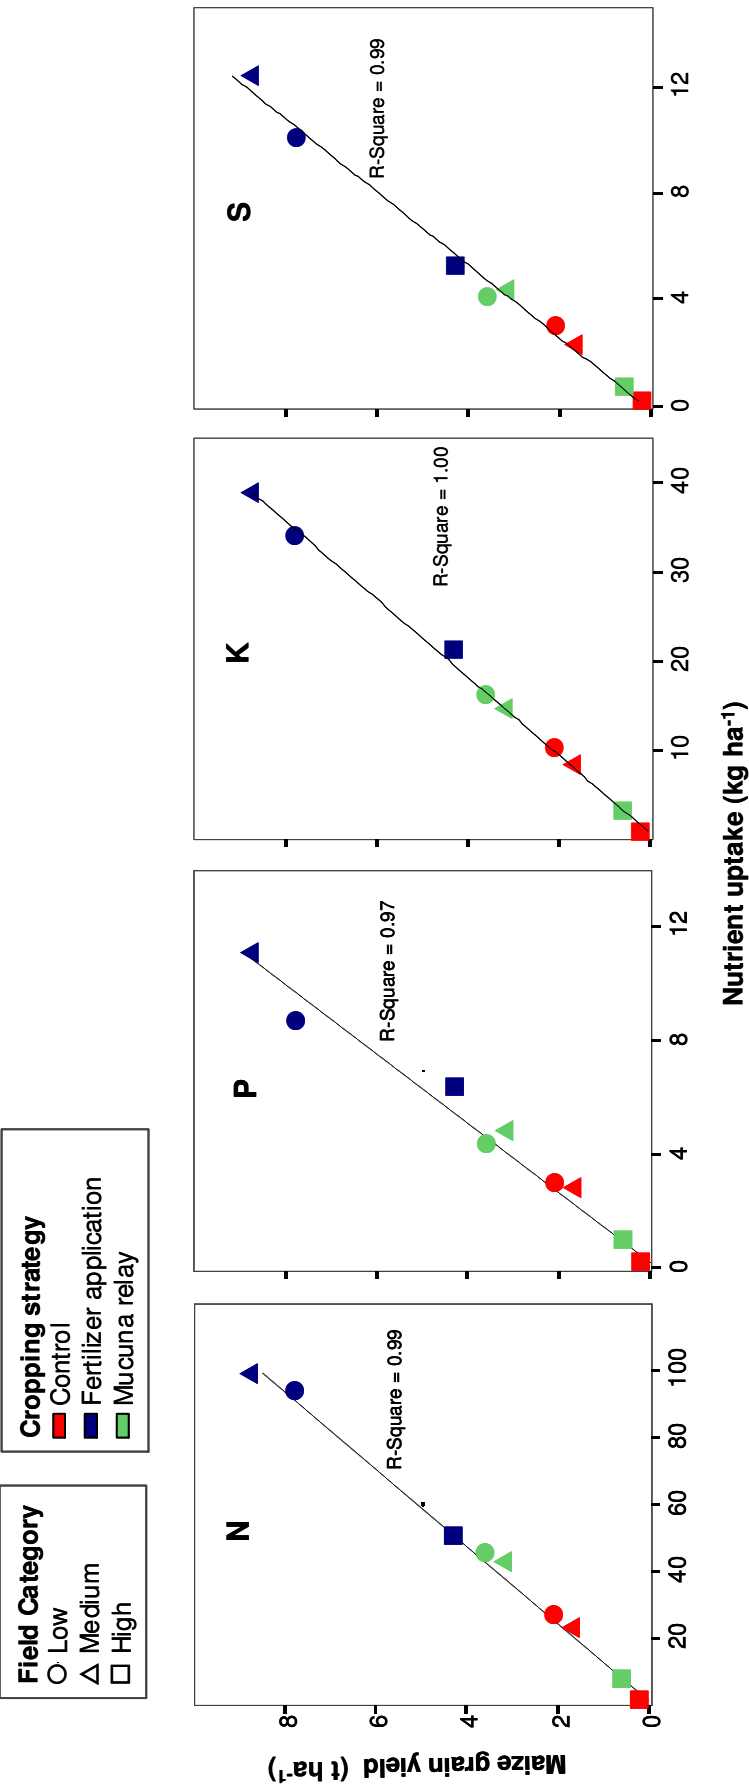 Field Category
Low
Medium
High
Cropping strategy
Control
Fertilizer application
Mucuna relay
Maize grain yield (t ha⁻¹)
8
6
4
2
0
N
R-Square = 0.99
20
40
60
80
100
P
R-Square = 0.97
0
4
8
12
K
R-Square = 1.00
10
20
30
40
S
R-Square = 0.99
0
4
8
12
Nutrient uptake (kg ha⁻¹)